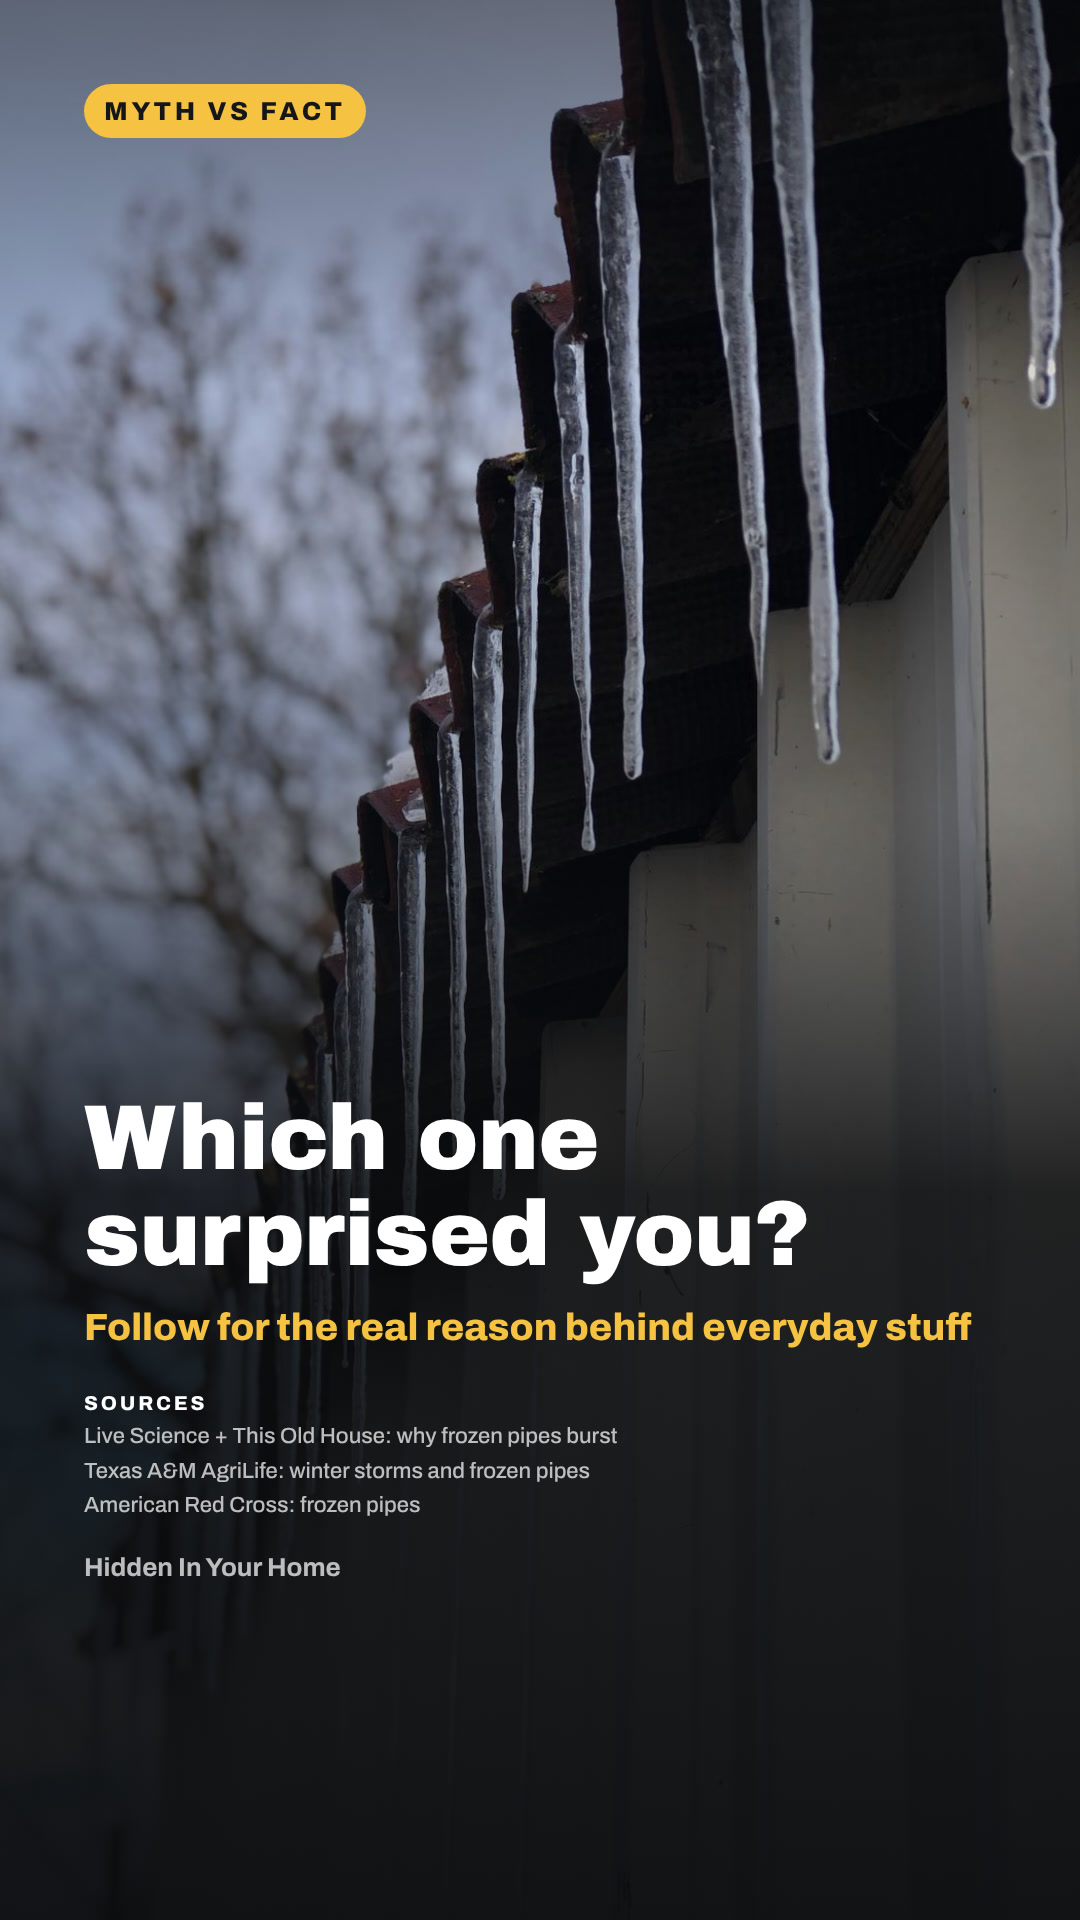 MYTH VS FACT
Which one
surprised you?
Follow for the real reason behind everyday stuff
SOURCES
Live Science + This Old House: why frozen pipes burst
Texas A&M AgriLife: winter storms and frozen pipes
American Red Cross: frozen pipes
Hidden In Your Home